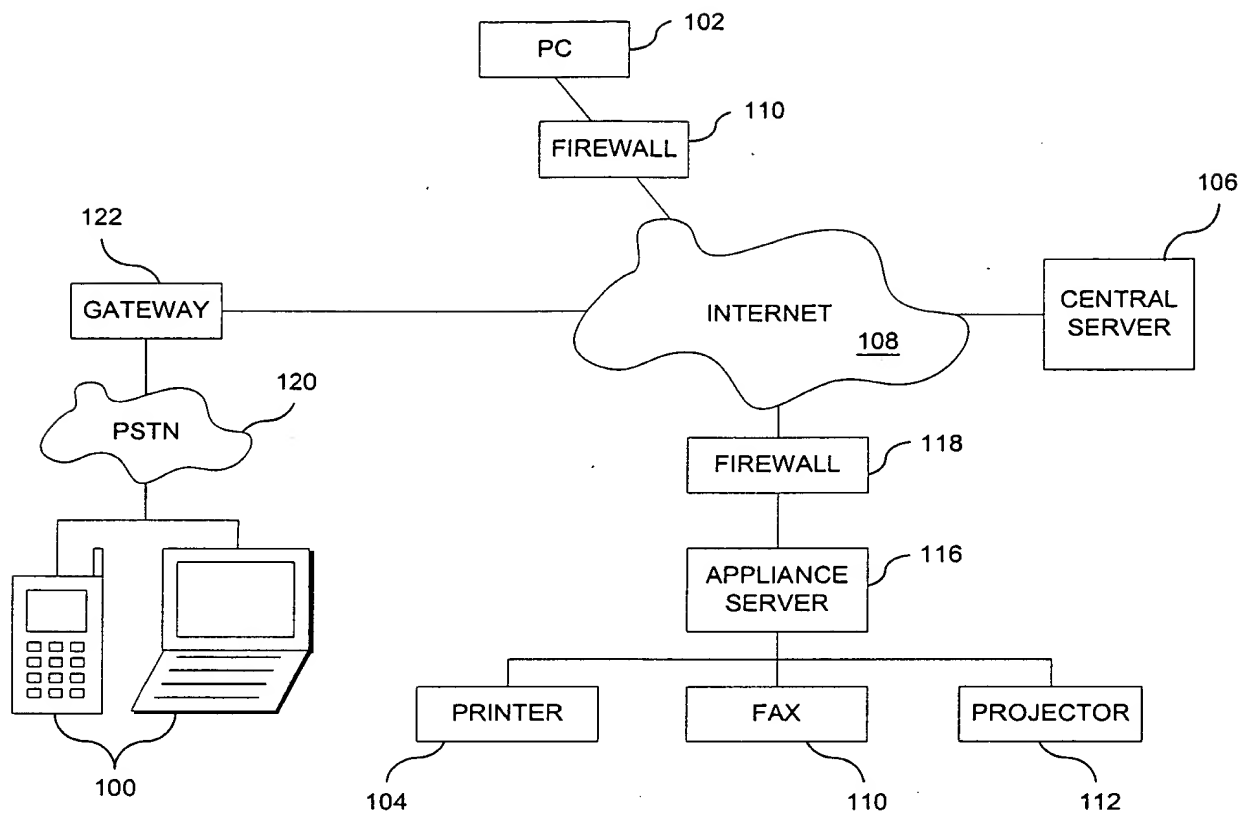 PC
102
FIREWALL
110
122
GATEWAY
INTERNET
108
106
CENTRAL
SERVER
120
PSTN
FIREWALL
118
APPLIANCE
SERVER
116
PRINTER
FAX
PROJECTOR
100
104
110
112